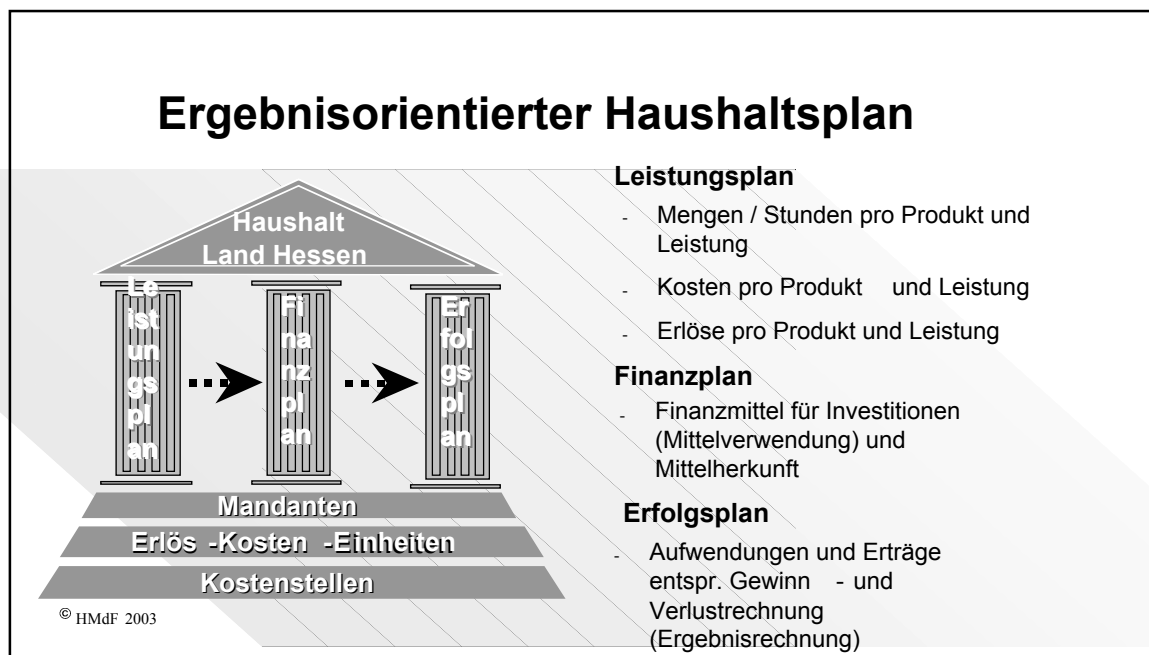 Ergebnisorientierter Haushaltsplan
Haushalt
Land Hessen
Le
ist
un
gs
pl
an
Fi
na
nz
pl
an
Er
fol
gs
pl
an
Mandanten
Erlös -Kosten -Einheiten
Kostenstellen
© HMdF 2003
Leistungsplan
- Mengen / Stunden pro Produkt und
Leistung
- Kosten pro Produkt und Leistung
- Erlöse pro Produkt und Leistung
Finanzplan
- Finanzmittel für Investitionen
(Mittelverwendung) und
Mittelherkunft
Erfolgsplan
- Aufwendungen und Erträge
entspr. Gewinn - und
Verlustrechnung
(Ergebnisrechnung)